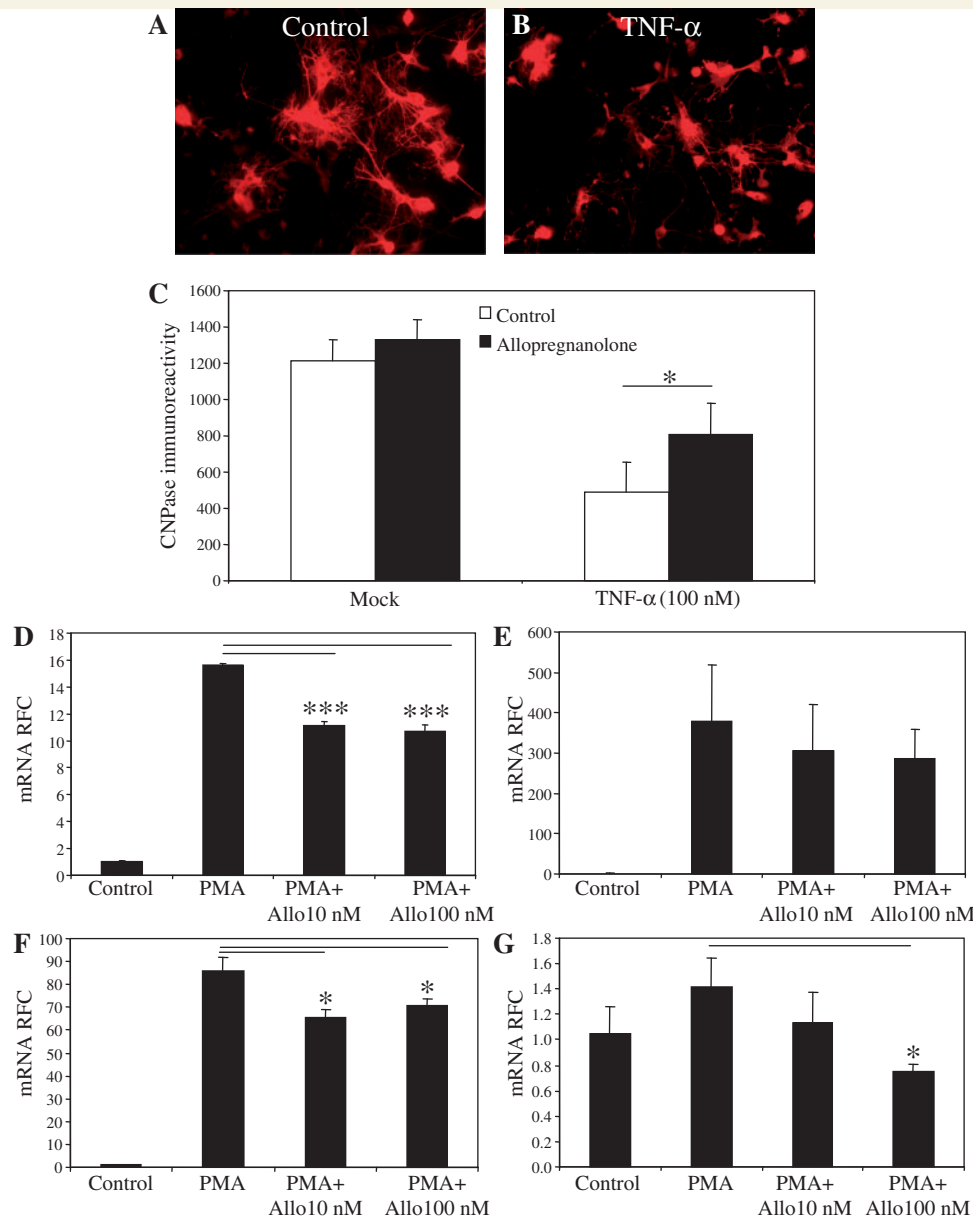 A Control
B TNF-α
C
CNPase immunoreactivity
1600
1400
1200
1000
800
600
400
200
0
Control
Allopregnanolone
*
Mock
TNF-α (100 nM)
D
mRNA RFC
18
16
14
12
10
8
6
4
2
0
***
***
Control
PMA
PMA+
Allo10 nM
PMA+
Allo100 nM
E
mRNA RFC
600
500
400
300
200
100
0
Control
PMA
PMA+
Allo10 nM
PMA+
Allo100 nM
F
mRNA RFC
100
90
80
70
60
50
40
30
20
10
0
*
*
Control
PMA
PMA+
Allo10 nM
PMA+
Allo100 nM
G
mRNA RFC
1.8
1.6
1.4
1.2
1.0
0.8
0.6
0.4
0.2
0.0
*
Control
PMA
PMA+
Allo10 nM
PMA+
Allo100 nM